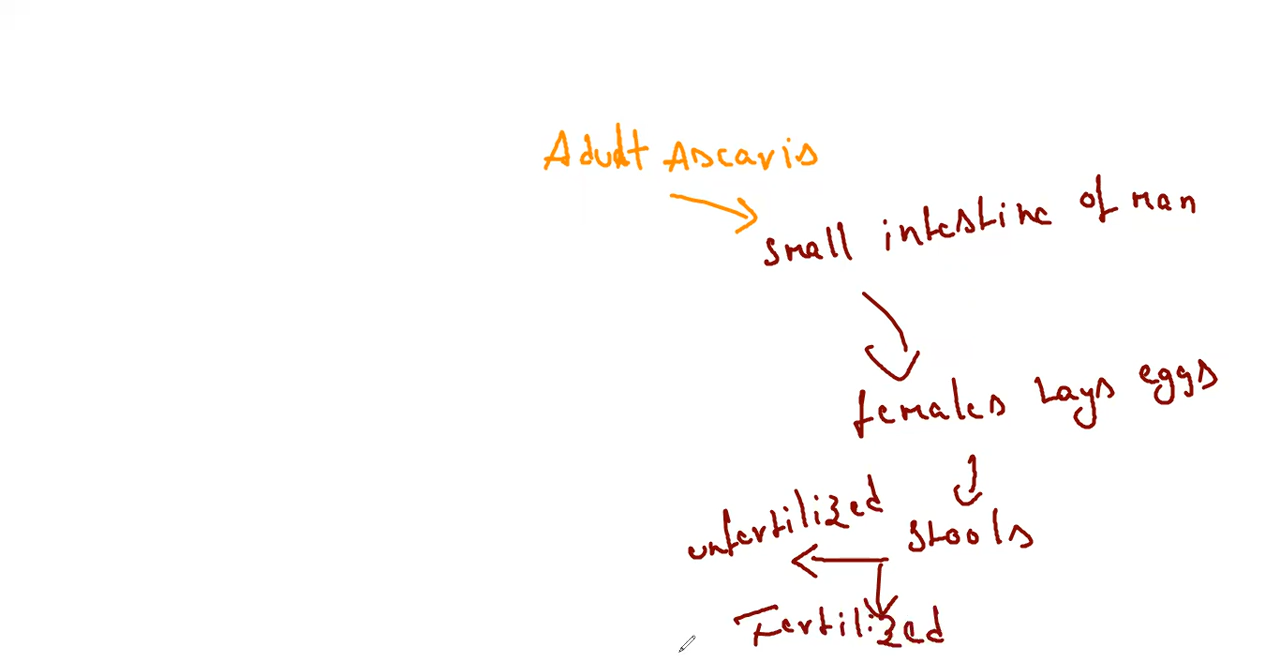 Adult Ascaris
small intestine of man
females lays eggs
unfertilized
stools
Fertilized